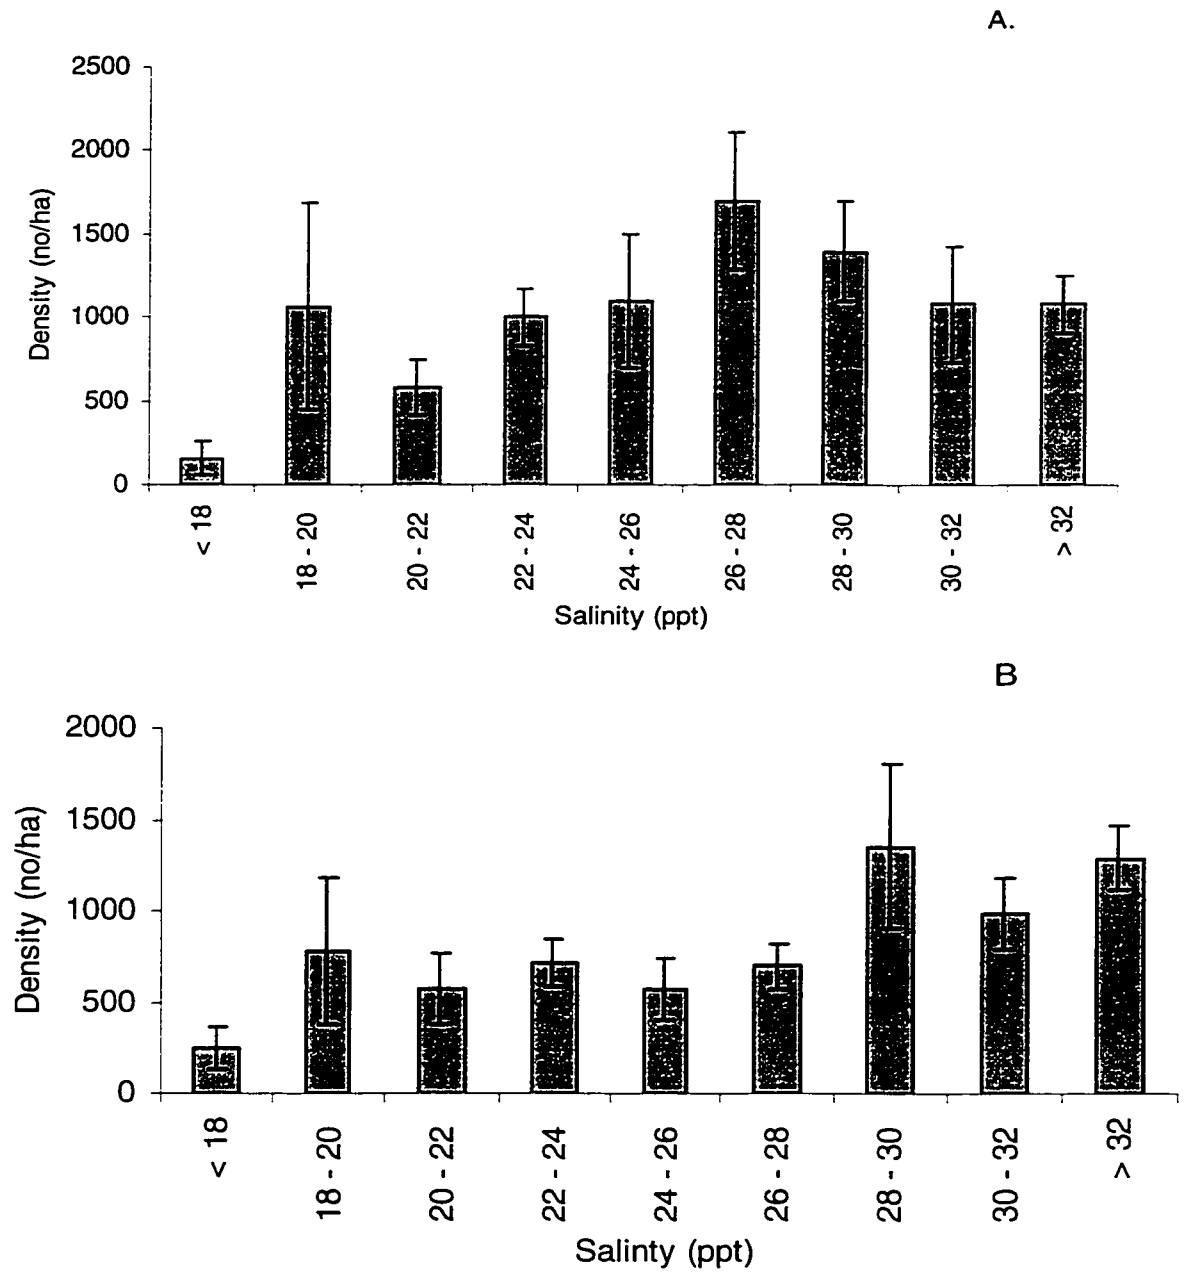 A.
2500
2000
1500
1000
500
0
Density (no/ha)
< 18
18 - 20
20 - 22
22 - 24
24 - 26
26 - 28
28 - 30
30 - 32
> 32
Salinity (ppt)
B
2000
1500
1000
500
0
Density (no/ha)
< 18
18 - 20
20 - 22
22 - 24
24 - 26
26 - 28
28 - 30
30 - 32
> 32
Salinty (ppt)